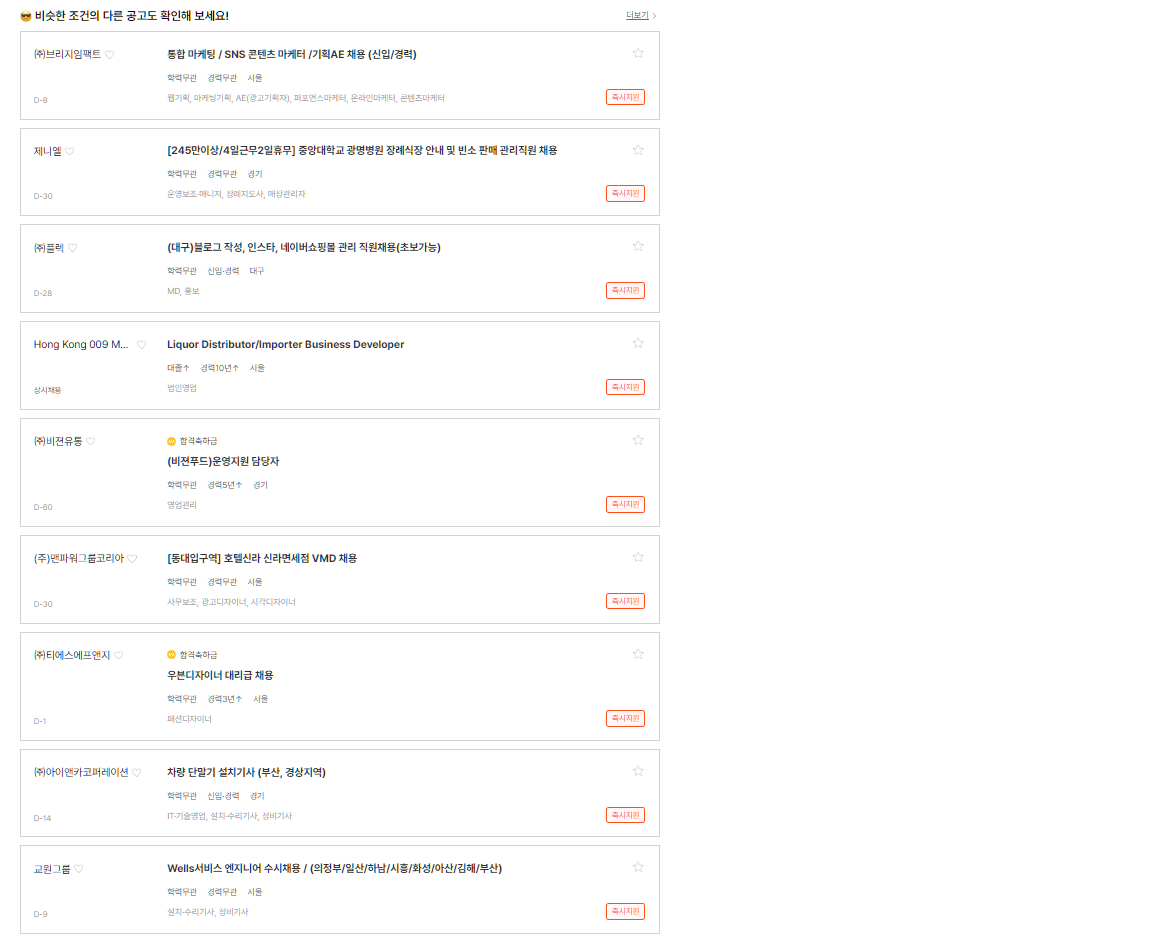 비슷한 조건의 다른 공고도 확인해 보세요!
더보기
㈜브리지임팩트
통합 마케팅 / SNS 콘텐츠 마케터 /기획AE 채용 (신입/경력)
학력무관 경력무관 서울
D-8
웹기획, 마케팅기획, AE(광고기획자), 퍼포먼스마케터, 온라인마케터, 콘텐츠마케터
즉시지원
제니엘
[245만이상/4일근무2일휴무] 중앙대학교 광명병원 장례식장 안내 및 빈소 판매 관리직원 채용
학력무관 경력무관 경기
D-30
운영보조·매니저, 장례지도사, 매장관리자
즉시지원
㈜플렉
(대구)블로그 작성, 인스타, 네이버쇼핑몰 관리 직원채용(초보가능)
학력무관 신입·경력 대구
D-28
MD, 홍보
즉시지원
Hong Kong 009 M...
Liquor Distributor/Importer Business Developer
대졸↑ 경력10년↑ 서울
상시채용
법인영업
즉시지원
㈜비젼유통
합격축하금
(비젼푸드)운영지원 담당자
학력무관 경력5년↑ 경기
D-60
영업관리
즉시지원
(주)맨파워그룹코리아
[동대입구역] 호텔신라 신라면세점 VMD 채용
학력무관 경력무관 서울
D-30
사무보조, 광고디자이너, 시각디자이너
즉시지원
㈜티에스에프앤지
합격축하금
우븐디자이너 대리급 채용
학력무관 경력3년↑ 서울
D-1
패션디자이너
즉시지원
㈜아이앤카코퍼레이션
차량 단말기 설치기사 (부산, 경상지역)
학력무관 신입·경력 경기
D-14
IT·기술영업, 설치·수리기사, 정비기사
즉시지원
교원그룹
Wells서비스 엔지니어 수시채용 / (의정부/일산/하남/시흥/화성/아산/김해/부산)
학력무관 경력무관 서울
D-9
설치·수리기사, 정비기사
즉시지원